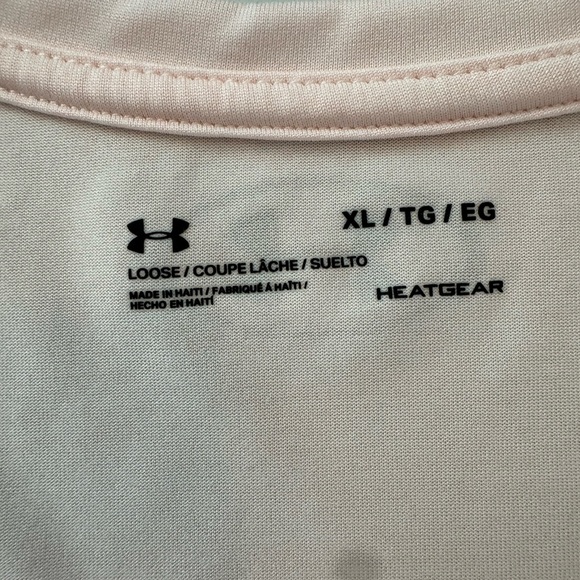 XL / TG / EG
LOOSE / COUPE LÂCHE / SUELTO
MADE IN HAITI / FABRIQUÉ À HAÏTI /
HECHO EN HAITÍ
HEATGEAR